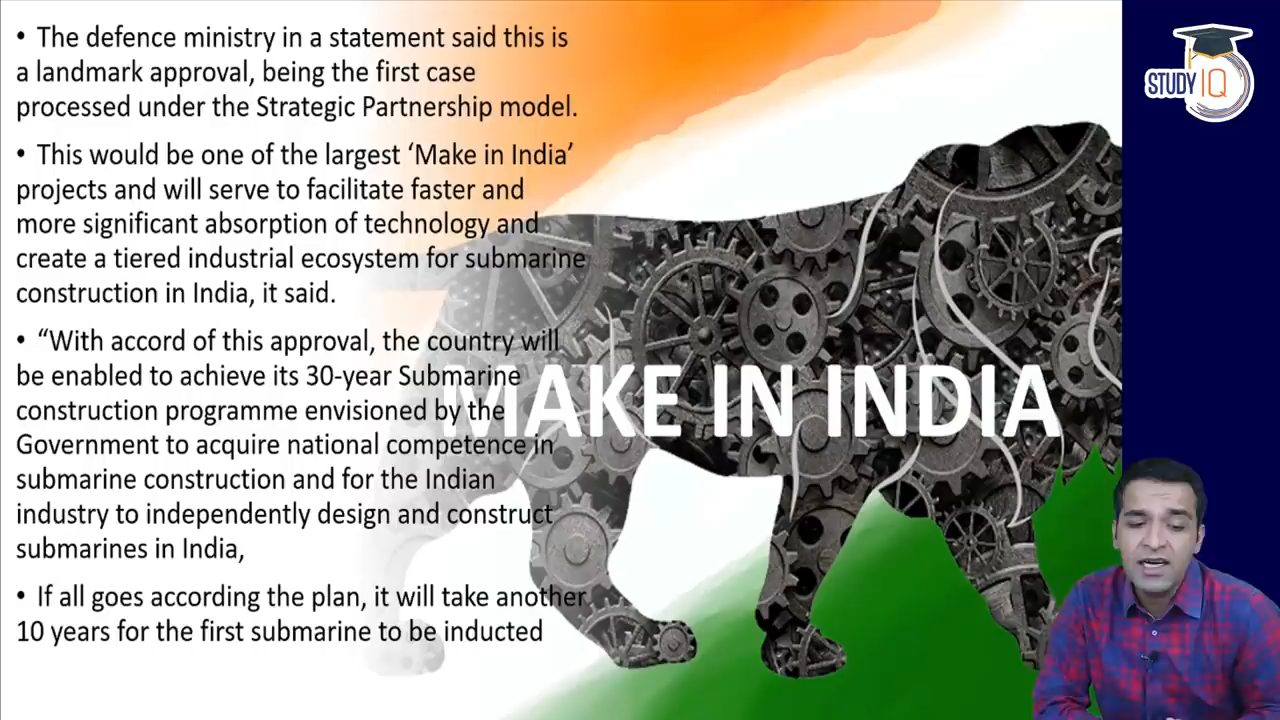 • The defence ministry in a statement said this is
a landmark approval, being the first case
processed under the Strategic Partnership model.
• This would be one of the largest ‘Make in India’
projects and will serve to facilitate faster and
more significant absorption of technology and
create a tiered industrial ecosystem for submarine
construction in India, it said.
• “With accord of this approval, the country will
be enabled to achieve its 30-year Submarine
construction programme envisioned by the
Government to acquire national competence in
submarine construction and for the Indian
industry to independently design and construct
submarines in India,
• If all goes according the plan, it will take another
10 years for the first submarine to be inducted
MAKE IN INDIA
STUDY IQ